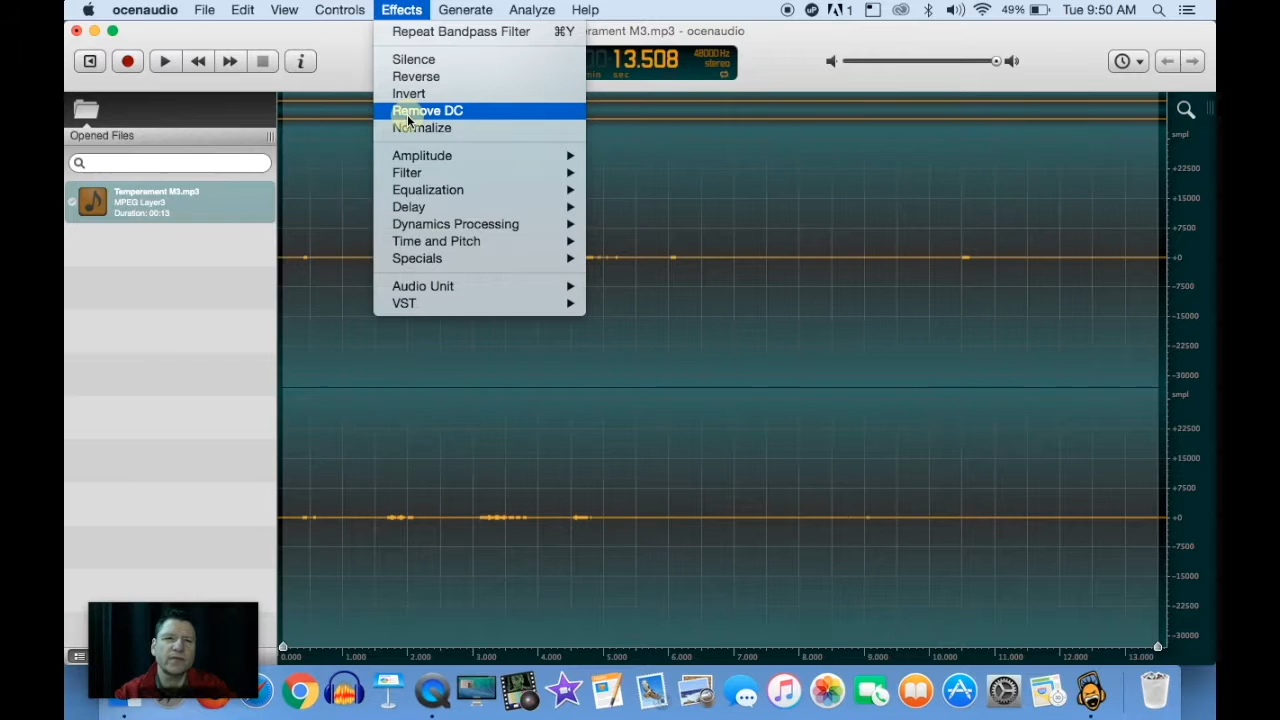 ocenaudio File Edit View Controls Effects Generate Analyze Help
1 49% Tue 9:50 AM
Repeat Bandpass Filter ⌘Y
erament M3.mp3 - ocenaudio
Silence
Reverse
Invert
Remove DC
Normalize
Amplitude
Filter
Equalization
Delay
Dynamics Processing
Time and Pitch
Specials
Audio Unit
VST
13.508
min sec
48000 Hz
stereo
Opened Files
Temperament M3.mp3
MPEG Layer3
Duration: 00:13
smpl
+22500
+15000
+7500
+0
-7500
-15000
-22500
-30000
smpl
+22500
+15000
+7500
+0
-7500
-15000
-22500
-30000
0.000 1.000 2.000 3.000 4.000 5.000 6.000 7.000 8.000 9.000 10.000 11.000 12.000 13.000